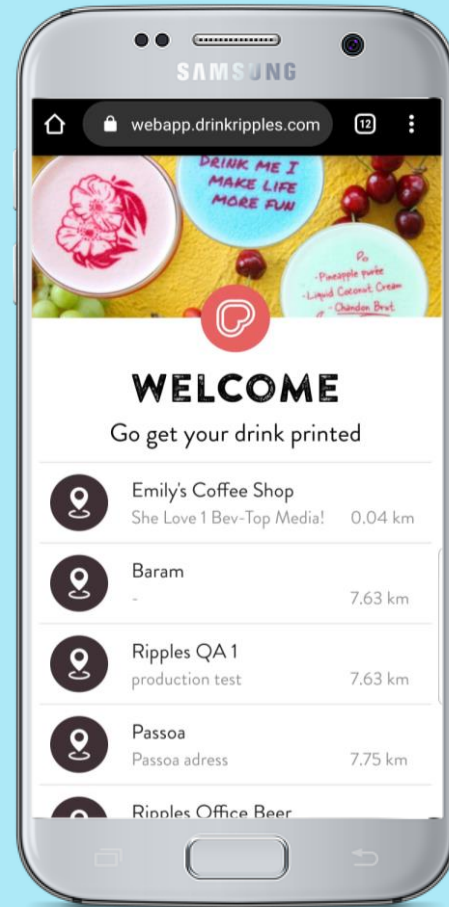 SAMSUNG
webapp.drinkripples.com
12
DRINK ME I
MAKE LIFE
MORE FUN
-Pineapple purée
-Liquid Coconut Cream
- Chandon Brut
WELCOME
Go get your drink printed
Emily's Coffee Shop
She Love 1 Bev-Top Media!
0.04 km
Baram
-
7.63 km
Ripples QA 1
production test
7.63 km
Passoa
Passoa adress
7.75 km
Ripples Office Beer